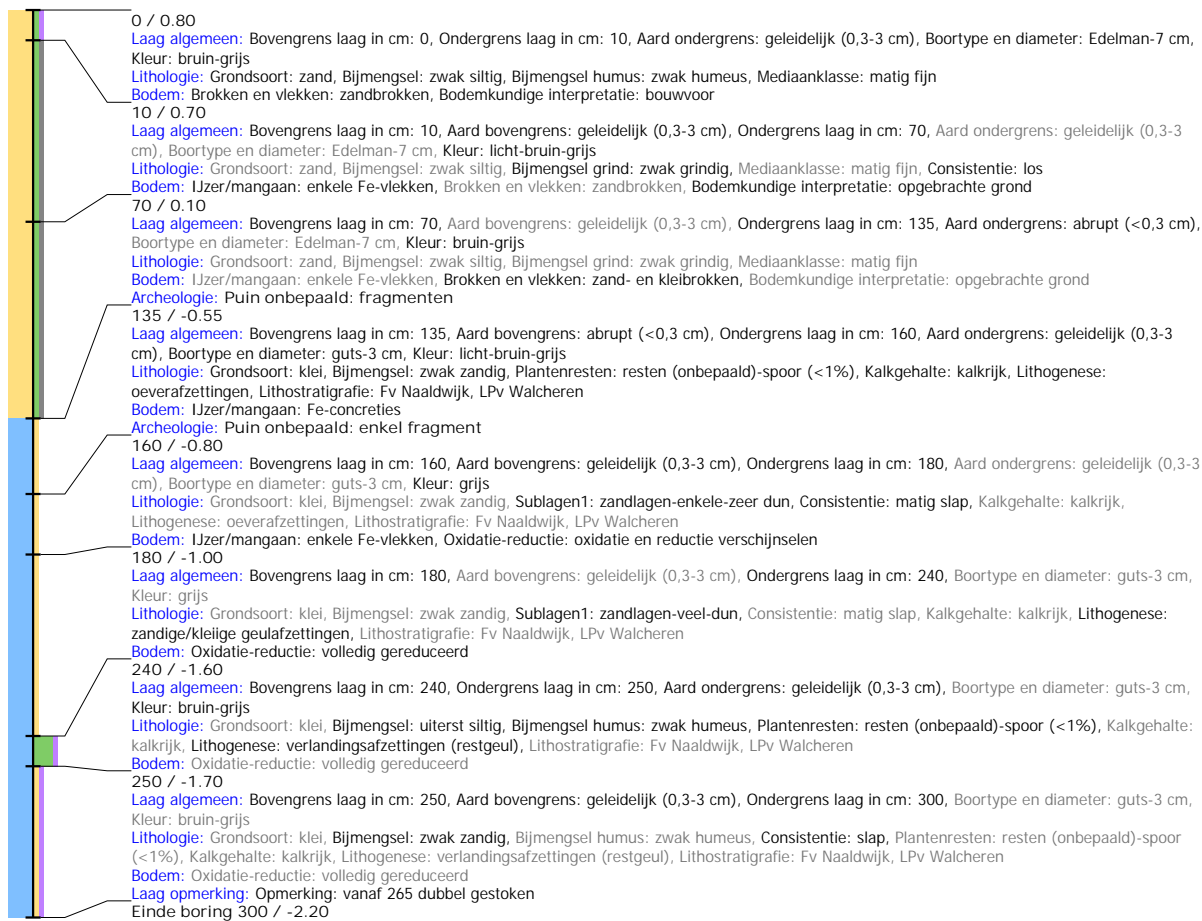 0 / 0.80
Laag algemeen: Bovengrens laag in cm: 0, Ondergrens laag in cm: 10, Aard ondergrens: geleidelijk (0,3-3 cm), Boortype en diameter: Edelman-7 cm,
Kleur: bruin-grijs
Lithologie: Grondsoort: zand, Bijmengsel: zwak siltig, Bijmengsel humus: zwak humeus, Mediaanklasse: matig fijn
Bodem: Brokken en vlekken: zandbrokken, Bodemkundige interpretatie: bouwvoor
10 / 0.70
Laag algemeen: Bovengrens laag in cm: 10, Aard bovengrens: geleidelijk (0,3-3 cm), Ondergrens laag in cm: 70, Aard ondergrens: geleidelijk (0,3-3
cm), Boortype en diameter: Edelman-7 cm, Kleur: licht-bruin-grijs
Lithologie: Grondsoort: zand, Bijmengsel: zwak siltig, Bijmengsel grind: zwak grindig, Mediaanklasse: matig fijn, Consistentie: los
Bodem: IJzer/mangaan: enkele Fe-vlekken, Brokken en vlekken: zandbrokken, Bodemkundige interpretatie: opgebrachte grond
70 / 0.10
Laag algemeen: Bovengrens laag in cm: 70, Aard bovengrens: geleidelijk (0,3-3 cm), Ondergrens laag in cm: 135, Aard ondergrens: abrupt (<0,3 cm),
Boortype en diameter: Edelman-7 cm, Kleur: bruin-grijs
Lithologie: Grondsoort: zand, Bijmengsel: zwak siltig, Bijmengsel grind: zwak grindig, Mediaanklasse: matig fijn
Bodem: IJzer/mangaan: enkele Fe-vlekken, Brokken en vlekken: zand- en kleibrokken, Bodemkundige interpretatie: opgebrachte grond
Archeologie: Puin onbepaald: fragmenten
135 / -0.55
Laag algemeen: Bovengrens laag in cm: 135, Aard bovengrens: abrupt (<0,3 cm), Ondergrens laag in cm: 160, Aard ondergrens: geleidelijk (0,3-3
cm), Boortype en diameter: guts-3 cm, Kleur: licht-bruin-grijs
Lithologie: Grondsoort: klei, Bijmengsel: zwak zandig, Plantenresten: resten (onbepaald)-spoor (<1%), Kalkgehalte: kalkrijk, Lithogenese:
oeverafzettingen, Lithostratigrafie: Fv Naaldwijk, LPv Walcheren
Bodem: IJzer/mangaan: Fe-concreties
Archeologie: Puin onbepaald: enkel fragment
160 / -0.80
Laag algemeen: Bovengrens laag in cm: 160, Aard bovengrens: geleidelijk (0,3-3 cm), Ondergrens laag in cm: 180, Aard ondergrens: geleidelijk (0,3-3
cm), Boortype en diameter: guts-3 cm, Kleur: grijs
Lithologie: Grondsoort: klei, Bijmengsel: zwak zandig, Sublagen1: zandlagen-enkele-zeer dun, Consistentie: matig slap, Kalkgehalte: kalkrijk,
Lithogenese: oeverafzettingen, Lithostratigrafie: Fv Naaldwijk, LPv Walcheren
Bodem: IJzer/mangaan: enkele Fe-vlekken, Oxidatie-reductie: oxidatie en reductie verschijnselen
180 / -1.00
Laag algemeen: Bovengrens laag in cm: 180, Aard bovengrens: geleidelijk (0,3-3 cm), Ondergrens laag in cm: 240, Boortype en diameter: guts-3 cm,
Kleur: grijs
Lithologie: Grondsoort: klei, Bijmengsel: zwak zandig, Sublagen1: zandlagen-veel-dun, Consistentie: matig slap, Kalkgehalte: kalkrijk, Lithogenese:
zandige/kleiige geulafzettingen, Lithostratigrafie: Fv Naaldwijk, LPv Walcheren
Bodem: Oxidatie-reductie: volledig gereduceerd
240 / -1.60
Laag algemeen: Bovengrens laag in cm: 240, Ondergrens laag in cm: 250, Aard ondergrens: geleidelijk (0,3-3 cm), Boortype en diameter: guts-3 cm,
Kleur: bruin-grijs
Lithologie: Grondsoort: klei, Bijmengsel: uiterst siltig, Bijmengsel humus: zwak humeus, Plantenresten: resten (onbepaald)-spoor (<1%), Kalkgehalte:
kalkrijk, Lithogenese: verlandingsafzettingen (restgeul), Lithostratigrafie: Fv Naaldwijk, LPv Walcheren
Bodem: Oxidatie-reductie: volledig gereduceerd
250 / -1.70
Laag algemeen: Bovengrens laag in cm: 250, Aard bovengrens: geleidelijk (0,3-3 cm), Ondergrens laag in cm: 300, Boortype en diameter: guts-3 cm,
Kleur: bruin-grijs
Lithologie: Grondsoort: klei, Bijmengsel: zwak zandig, Bijmengsel humus: zwak humeus, Consistentie: slap, Plantenresten: resten (onbepaald)-spoor
(<1%), Kalkgehalte: kalkrijk, Lithogenese: verlandingsafzettingen (restgeul), Lithostratigrafie: Fv Naaldwijk, LPv Walcheren
Bodem: Oxidatie-reductie: volledig gereduceerd
Laag opmerking: Opmerking: vanaf 265 dubbel gestoken
Einde boring 300 / -2.20